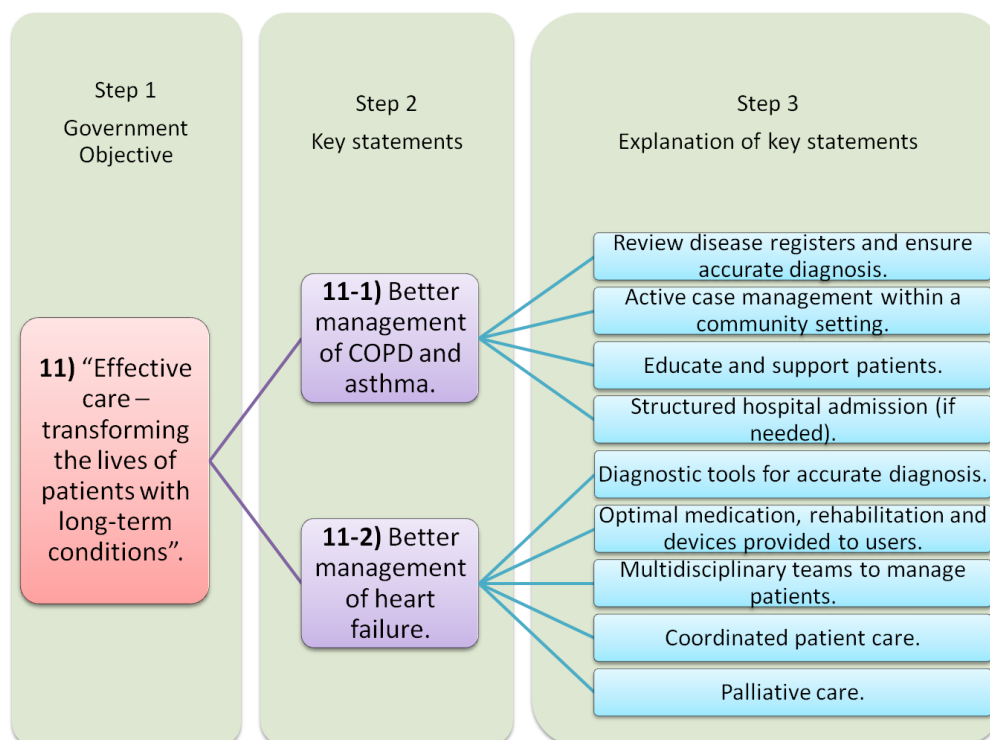 Step 1
Government
Objective
Step 2
Key statements
Step 3
Explanation of key statements
11) “Effective
care –
transforming
the lives of
patients with
long-term
conditions”.
11-1) Better
management
of COPD and
asthma.
11-2) Better
management
of heart
failure.
Review disease registers and ensure
accurate diagnosis.
Active case management within a
community setting.
Educate and support patients.
Structured hospital admission (if
needed).
Diagnostic tools for accurate diagnosis.
Optimal medication, rehabilitation and
devices provided to users.
Multidisciplinary teams to manage
patients.
Coordinated patient care.
Palliative care.